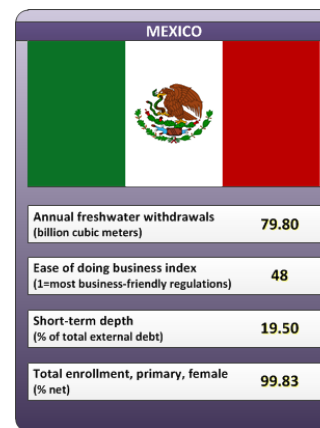 MEXICO
Annual freshwater withdrawals
(billion cubic meters)
79.80
Ease of doing business index
(1=most business-friendly regulations)
48
Short-term depth
(% of total external debt)
19.50
Total enrollment, primary, female
(% net)
99.83